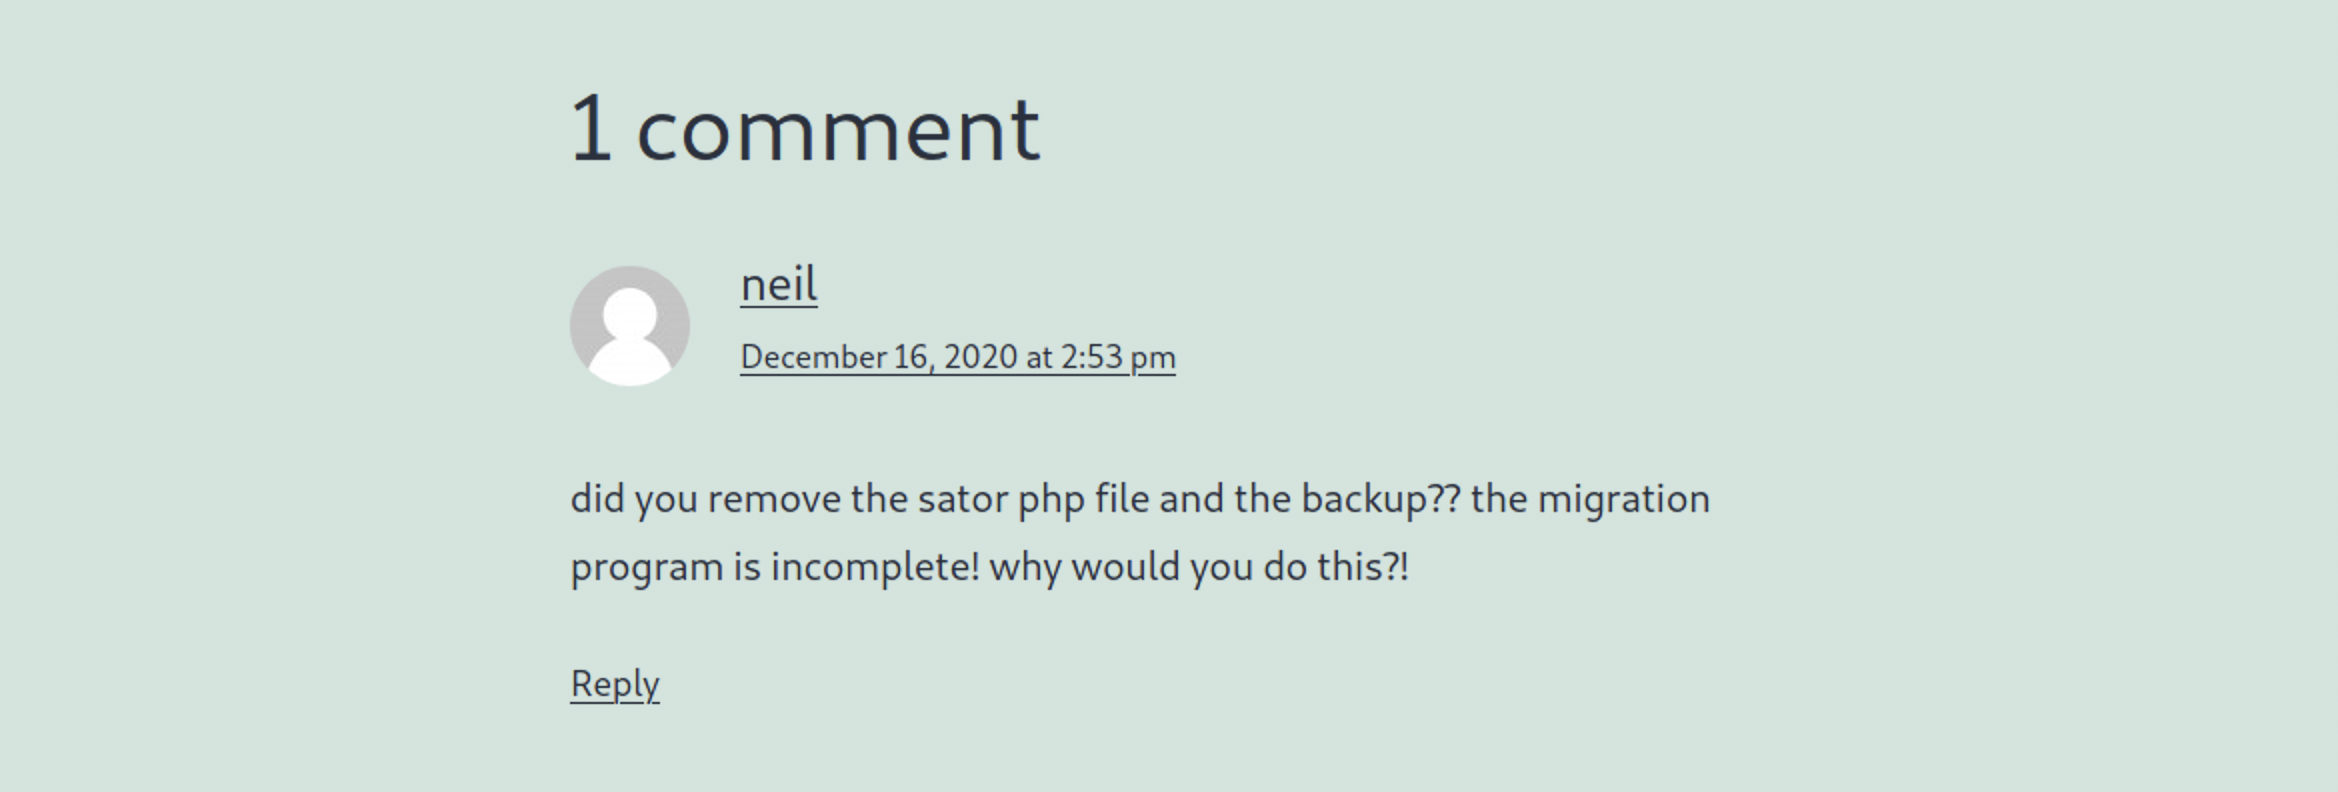 1 comment
neil
December 16, 2020 at 2:53 pm
did you remove the sator php file and the backup?? the migration
program is incomplete! why would you do this?!
Reply